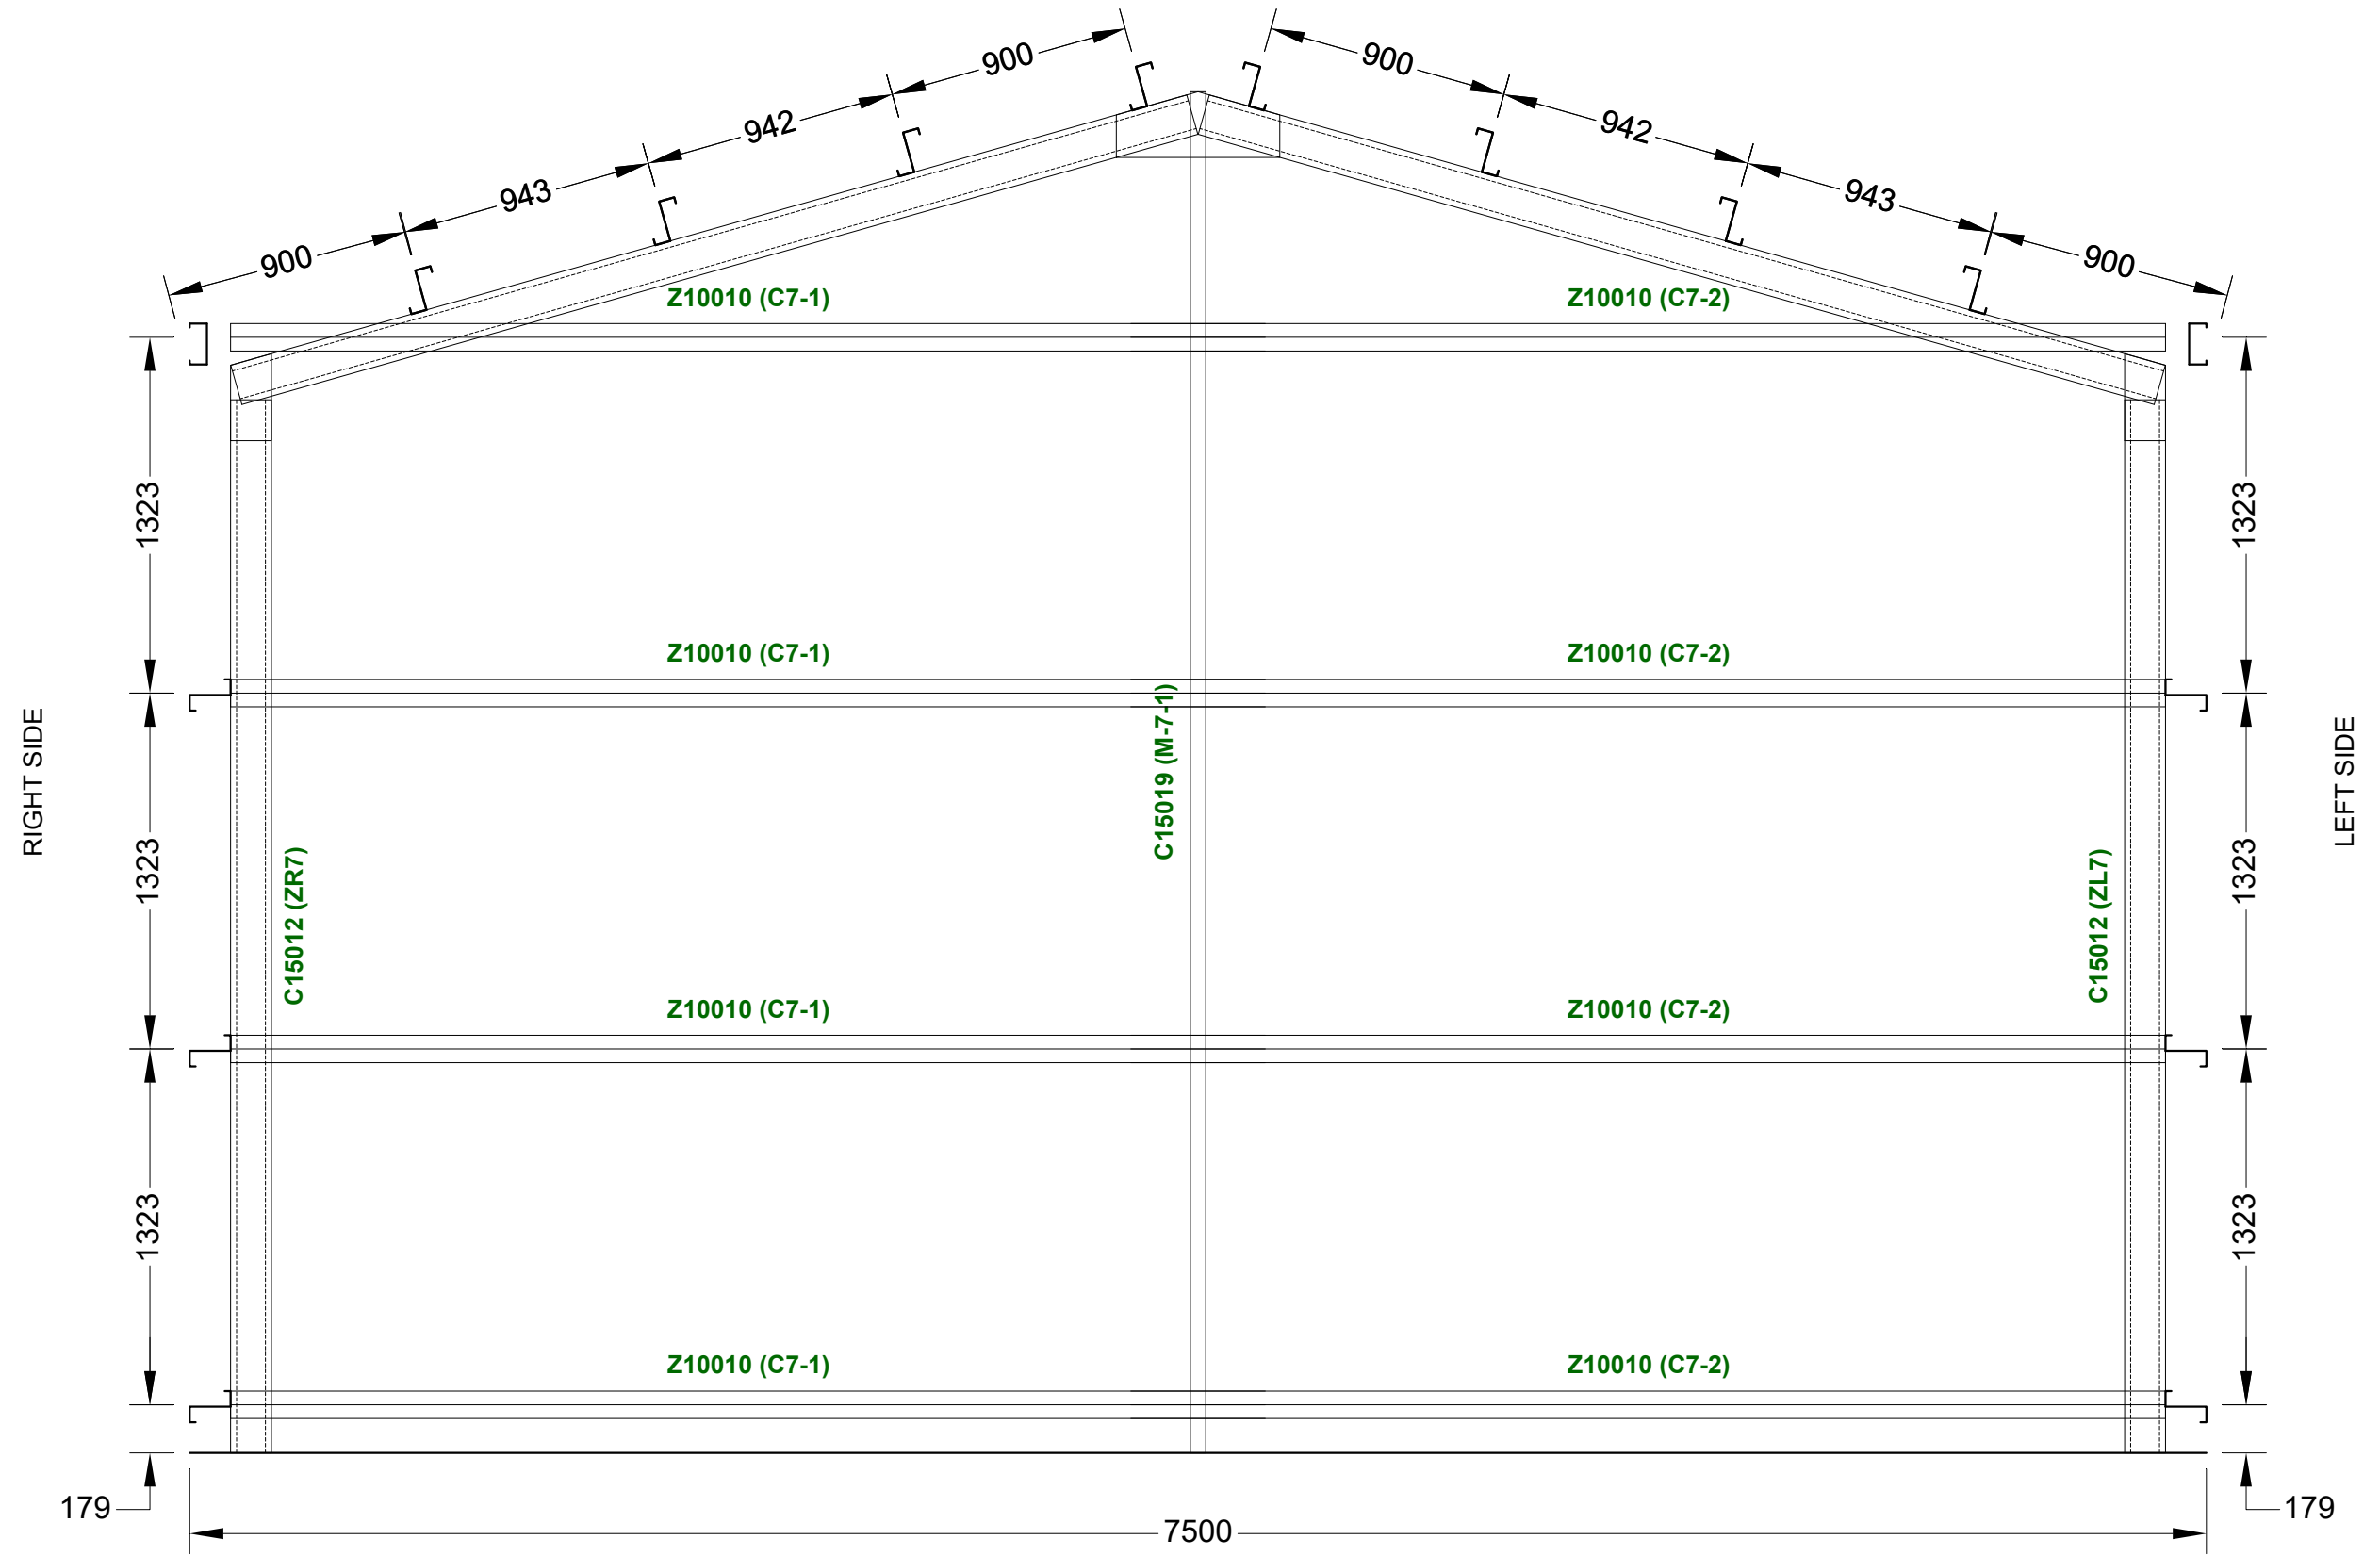 900
900
942
942
943
943
900
900
Z10010 (C7-1)
Z10010 (C7-2)
1323
1323
Z10010 (C7-1)
Z10010 (C7-2)
RIGHT SIDE
C15019 (M-7-1)
LEFT SIDE
1323
1323
C15012 (ZR7)
C15012 (ZL7)
Z10010 (C7-1)
Z10010 (C7-2)
1323
1323
Z10010 (C7-1)
Z10010 (C7-2)
179
179
7500